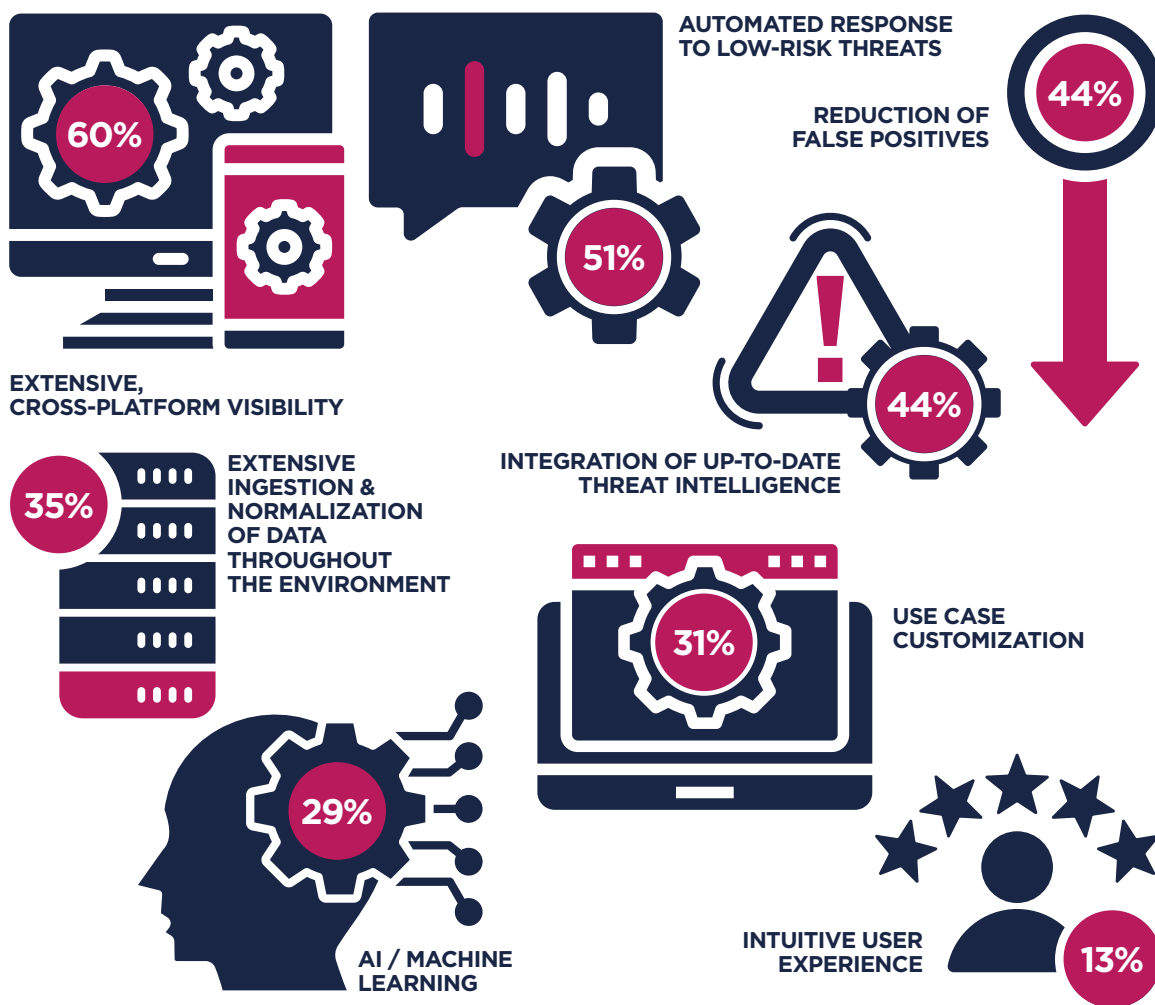 60%
EXTENSIVE,
CROSS-PLATFORM VISIBILITY
AUTOMATED RESPONSE
TO LOW-RISK THREATS
51%
44%
REDUCTION OF
FALSE POSITIVES
44%
INTEGRATION OF UP-TO-DATE
THREAT INTELLIGENCE
35%
EXTENSIVE
INGESTION &
NORMALIZATION
OF DATA
THROUGHOUT
THE ENVIRONMENT
31%
USE CASE
CUSTOMIZATION
29%
AI / MACHINE
LEARNING
INTUITIVE USER
EXPERIENCE
13%